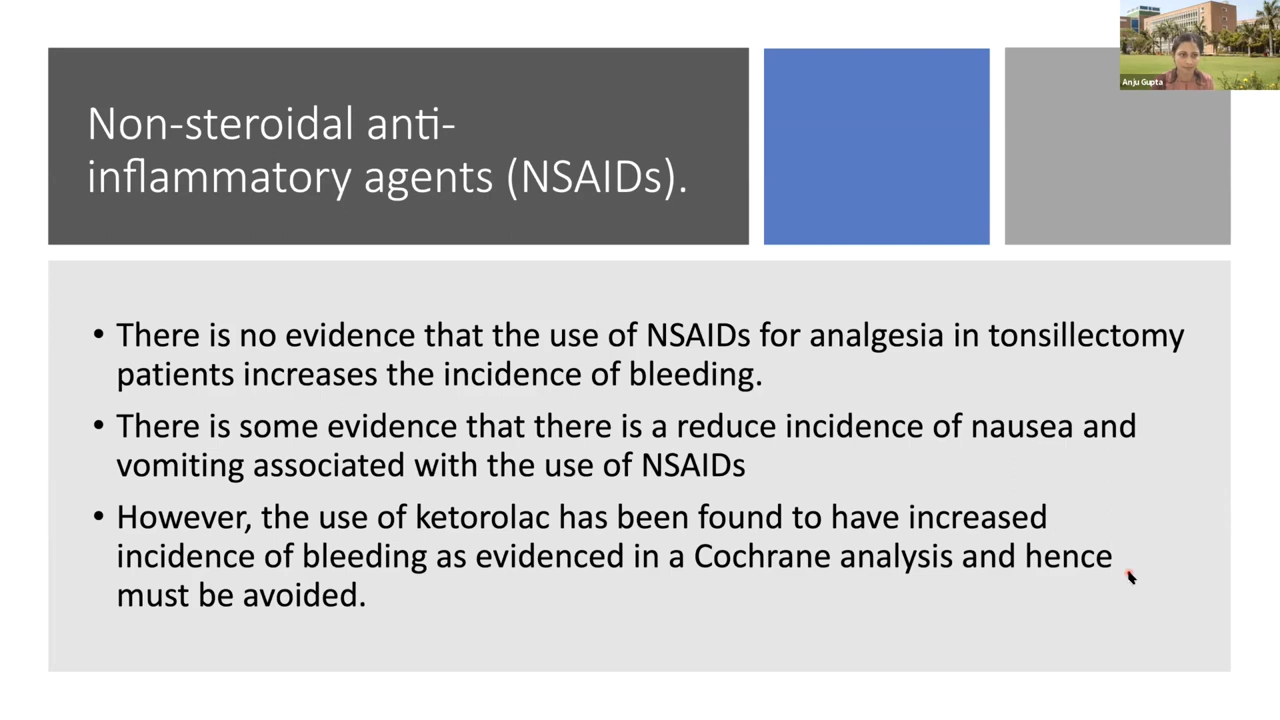 Anju Gupta
Non-steroidal anti-
inflammatory agents (NSAIDs).
• There is no evidence that the use of NSAIDs for analgesia in tonsillectomy
patients increases the incidence of bleeding.
• There is some evidence that there is a reduce incidence of nausea and
vomiting associated with the use of NSAIDs
• However, the use of ketorolac has been found to have increased
incidence of bleeding as evidenced in a Cochrane analysis and hence
must be avoided.